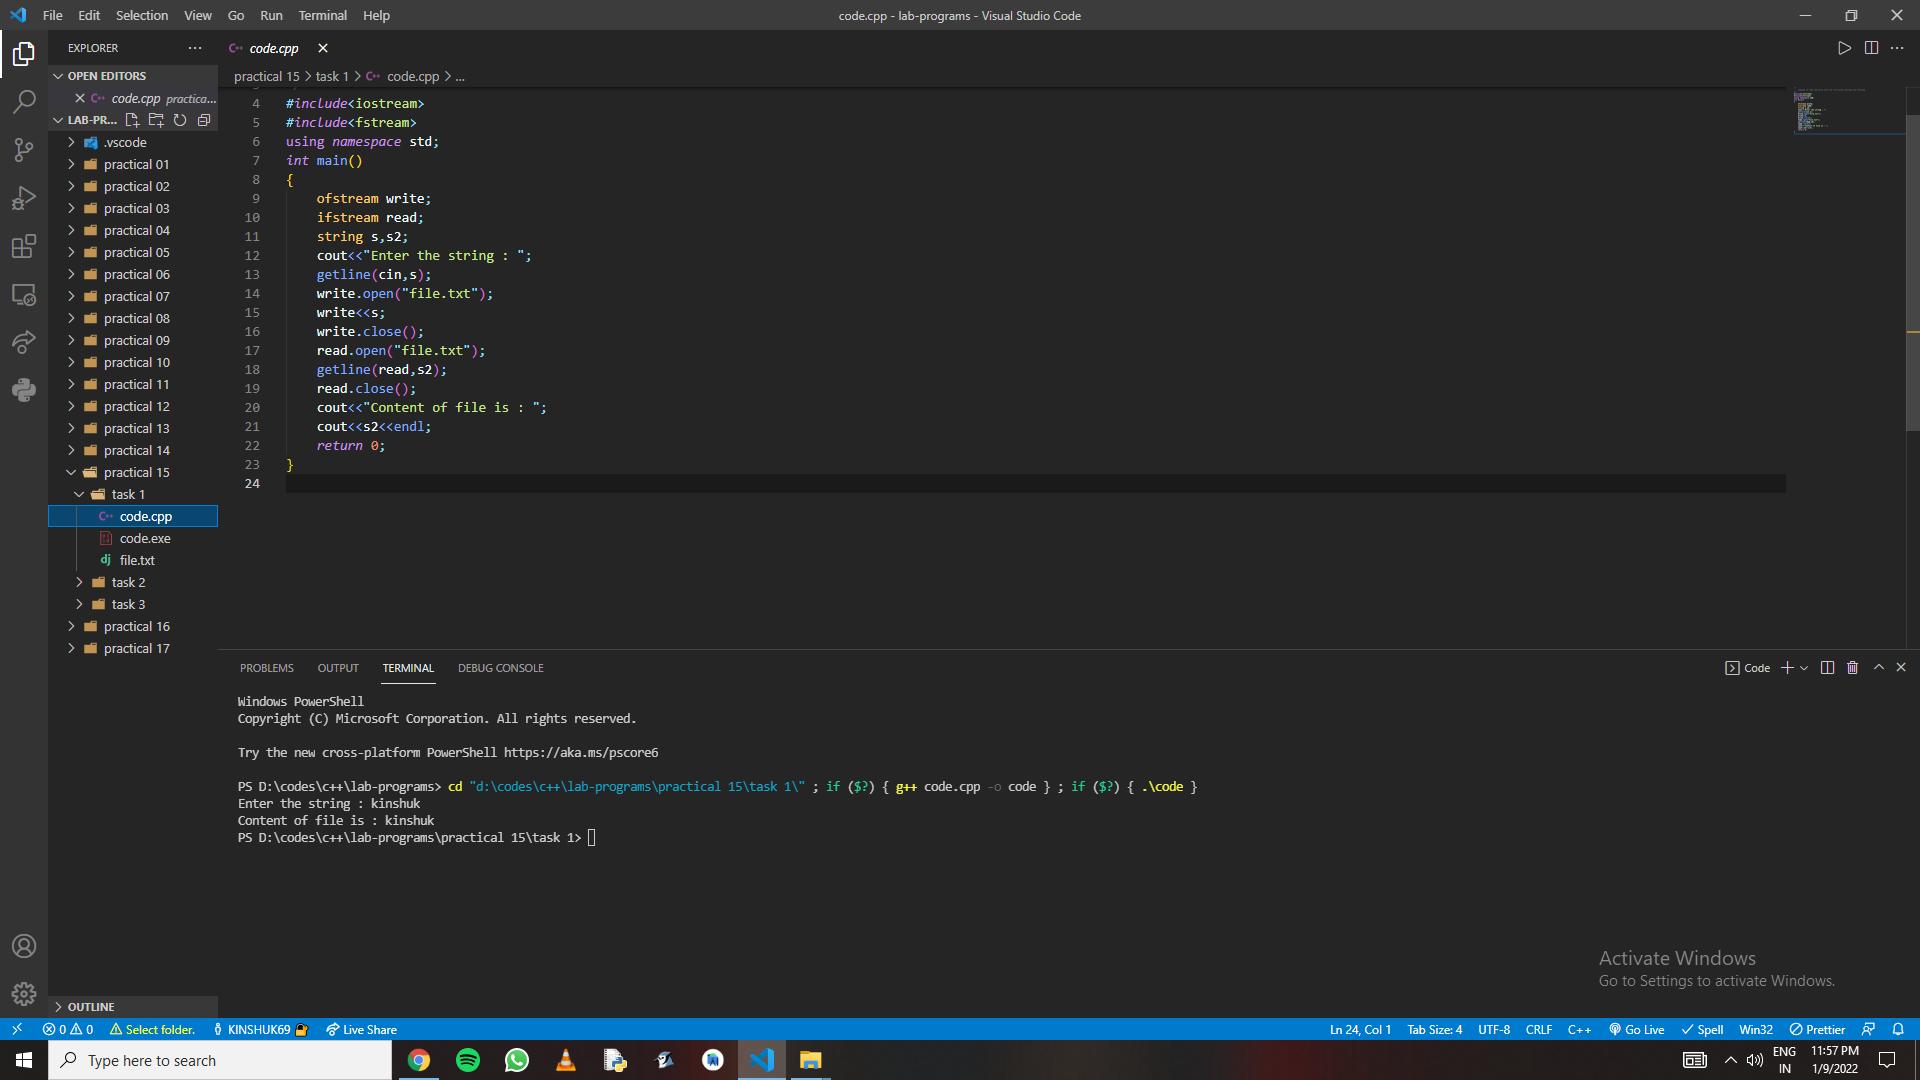 File Edit Selection View Go Run Terminal Help
code.cpp - lab-programs - Visual Studio Code
EXPLORER
OPEN EDITORS
code.cpp practica...
LAB-PR...
.vscode
practical 01
practical 02
practical 03
practical 04
practical 05
practical 06
practical 07
practical 08
practical 09
practical 10
practical 11
practical 12
practical 13
practical 14
practical 15
task 1
code.cpp
code.exe
file.txt
task 2
task 3
practical 16
practical 17
OUTLINE
code.cpp
practical 15 > task 1 > code.cpp > ...
4 #include<iostream>
5 #include<fstream>
6 using namespace std;
7 int main()
8 {
9 ofstream write;
10 ifstream read;
11 string s,s2;
12 cout<<"Enter the string : ";
13 getline(cin,s);
14 write.open("file.txt");
15 write<<s;
16 write.close();
17 read.open("file.txt");
18 getline(read,s2);
19 read.close();
20 cout<<"Content of file is : ";
21 cout<<s2<<endl;
22 return 0;
23 }
24
PROBLEMS OUTPUT TERMINAL DEBUG CONSOLE
Code
Windows PowerShell
Copyright (C) Microsoft Corporation. All rights reserved.
Try the new cross-platform PowerShell https://aka.ms/pscore6
PS D:\codes\c++\lab-programs> cd "d:\codes\c++\lab-programs\practical 15\task 1\" ; if ($?) { g++ code.cpp -o code } ; if ($?) { .\code }
Enter the string : kinshuk
Content of file is : kinshuk
PS D:\codes\c++\lab-programs\practical 15\task 1>
Activate Windows
Go to Settings to activate Windows.
0 0 Select folder. KINSHUK69 Live Share
Ln 24, Col 1 Tab Size: 4 UTF-8 CRLF C++ Go Live Spell Win32 Prettier
Type here to search
ENG
IN
11:57 PM
1/9/2022